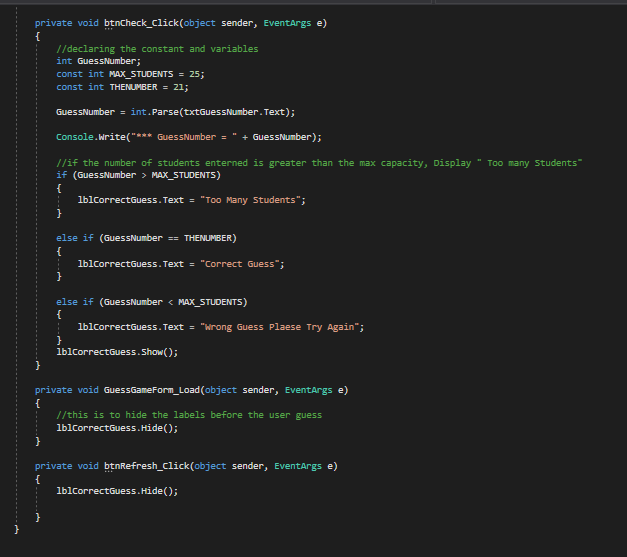 private void btnCheck_Click(object sender, EventArgs e)
{
//declaring the constant and variables
int GuessNumber;
const int MAX_STUDENTS = 25;
const int THENUMBER = 21;
GuessNumber = int.Parse(txtGuessNumber.Text);
Console.Write("*** GuessNumber = " + GuessNumber);
//if the number of students enterned is greater than the max capacity, Display " Too many Students"
if (GuessNumber > MAX_STUDENTS)
{
lblCorrectGuess.Text = "Too Many Students";
}
else if (GuessNumber == THENUMBER)
{
lblCorrectGuess.Text = "Correct Guess";
}
else if (GuessNumber < MAX_STUDENTS)
{
lblCorrectGuess.Text = "Wrong Guess Plaese Try Again";
}
lblCorrectGuess.Show();
}
private void GuessGameForm_Load(object sender, EventArgs e)
{
//this is to hide the labels before the user guess
lblCorrectGuess.Hide();
}
private void btnRefresh_Click(object sender, EventArgs e)
{
lblCorrectGuess.Hide();
}
}